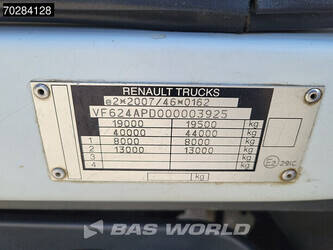 70284128
RENAULT TRUCKS
e2*2007/46*0162
VF624APD000003925
19000 19500 kg
40000 44000 kg
1 8000 8000 kg
2 13000 13000 kg
3 kg
4 kg
kg
BAS WORLD